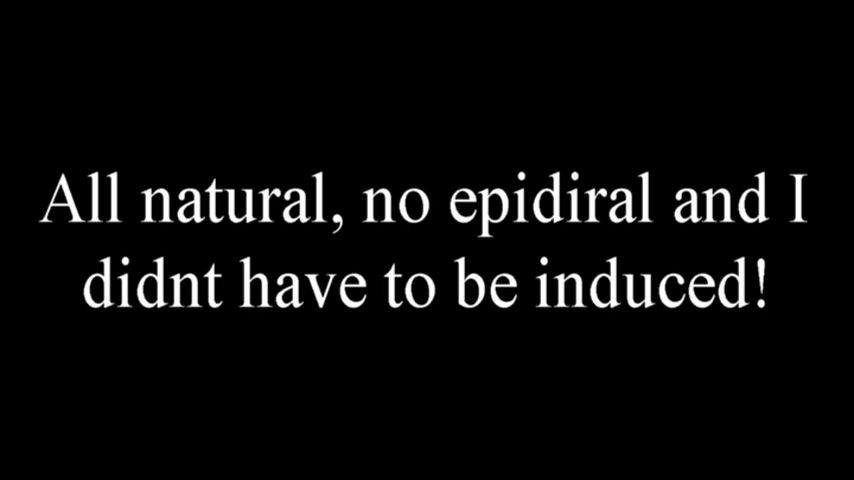 All natural, no epidiral and I
didnt have to be induced!